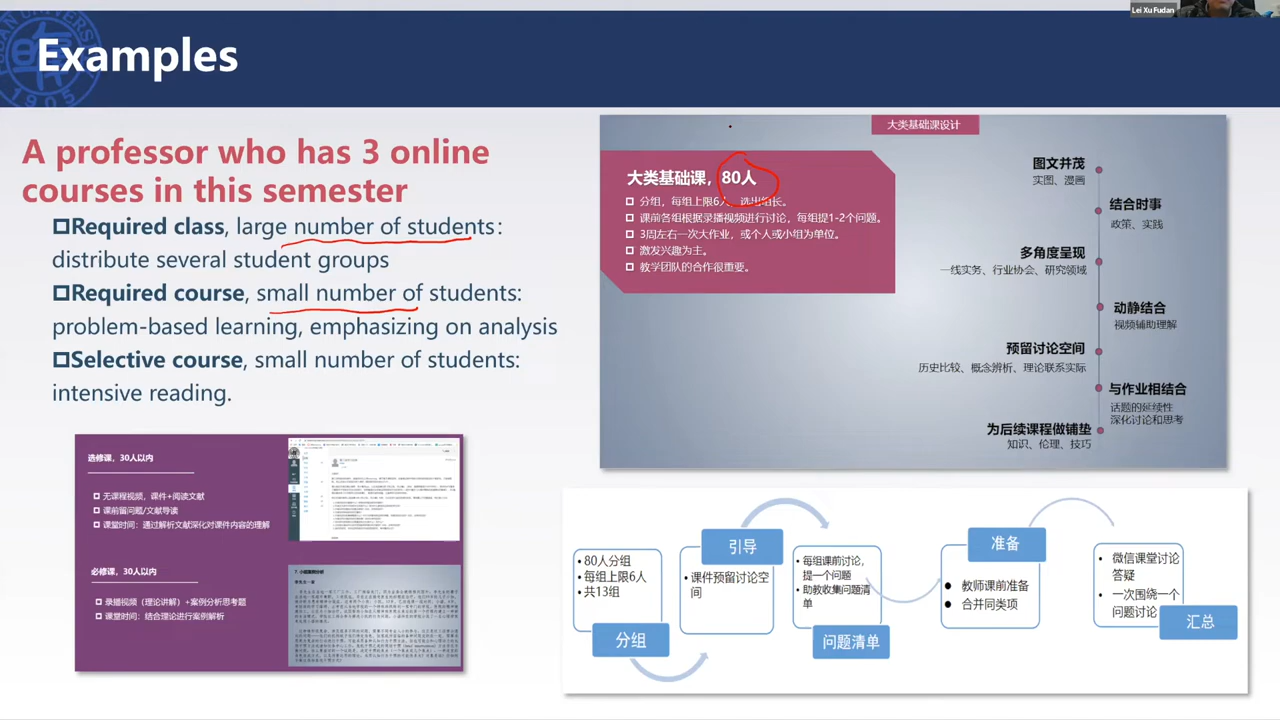 Lei Xu Fudan
Examples
1905
A professor who has 3 online
courses in this semester
Required class, large number of students:
distribute several student groups
Required course, small number of students:
problem-based learning, emphasizing on analysis
Selective course, small number of students:
intensive reading.
大类基础课设计
大类基础课，80人
分组，每组上限6人，选出组长。
课前各组根据录播视频进行讨论，每组提1-2个问题。
3周左右一次大作业，或个人或小组为单位。
激发兴趣为主。
教学团队的合作很重要。
图文并茂
实图、漫画
结合时事
政策、实践
多角度呈现
一线实务、行业协会、研究领域
动静结合
视频辅助理解
预留讨论空间
历史比较、概念辨析、理论联系实际
与作业相结合
话题的延续性
深化讨论和思考
为后续课程做铺垫
知识、伦理、技巧
选修课，30人以内
无课程视频，课件+阅读文献
课前留问题/文献导读
课堂时间：通过解析文献深化对课件内容的理解
必修课，30人以内
录播视频（理论讲解）+案例分析思考题
课堂时间：结合理论进行案例解析
•80人分组
•每组上限6人
•共13组
分组
引导
•课件预留讨论空
间
•每组课前讨论，
提一个问题
•助教收集问题清
单
问题清单
准备
● 教师课前准备
● 合并同类项
• 微信课堂讨论
答疑
• 一次围绕一个
问题讨论
汇总